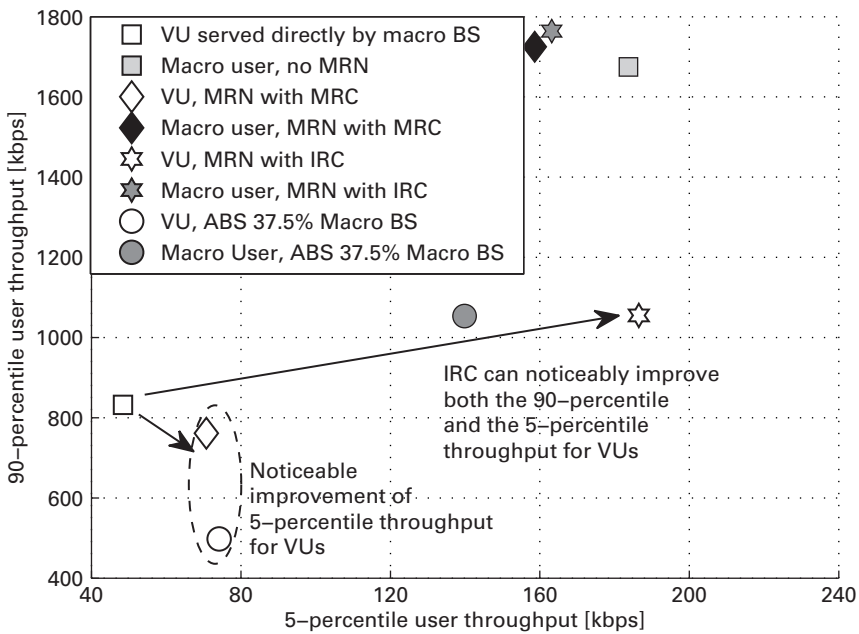 1800
1600
1400
1200
1000
800
600
400
90–percentile user throughput [kbps]
VU served directly by macro BS
Macro user, no MRN
VU, MRN with MRC
Macro user, MRN with MRC
VU, MRN with IRC
Macro user, MRN with IRC
VU, ABS 37.5% Macro BS
Macro User, ABS 37.5% Macro BS
IRC can noticeably improve
both the 90–percentile
and the 5–percentile
throughput for VUs
Noticeable
improvement of
5–percentile throughput
for VUs
40 80 120 160 200 240
5–percentile user throughput [kbps]